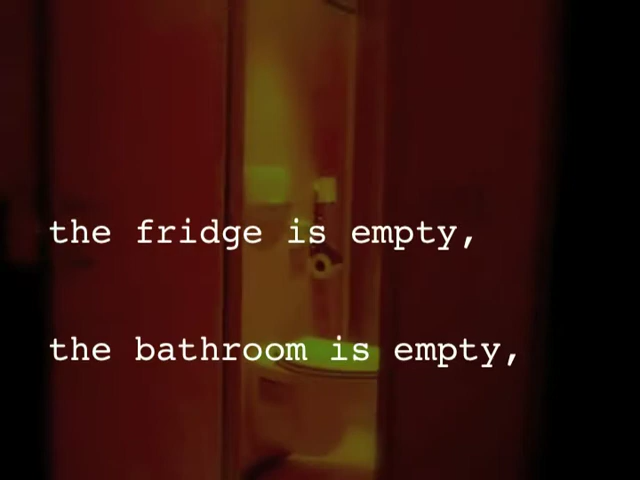 the fridge is empty,
the bathroom is empty,